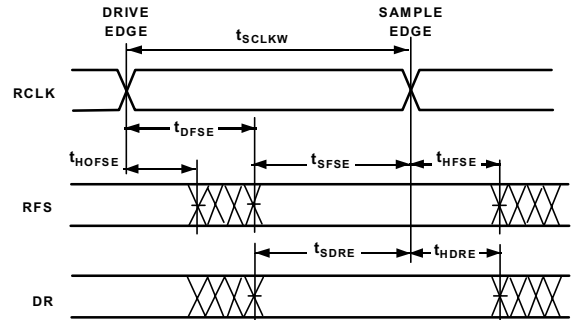 DRIVE
EDGE
SAMPLE
EDGE
tSCLKW
RCLK
tDFSE
tHOFSE
tSFSE
tHFSE
RFS
tSDRE
tHDRE
DR